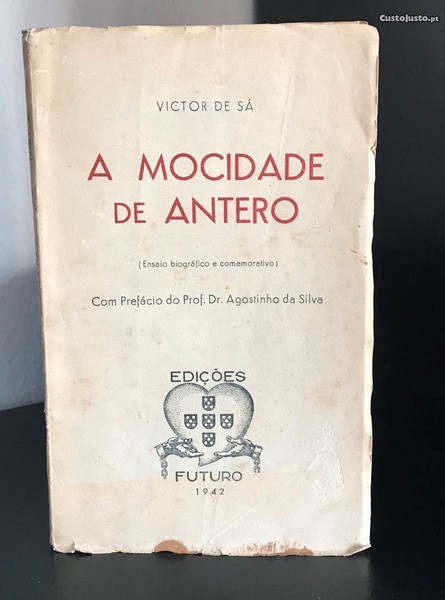 CustoJusto.pt
VICTOR DE SÁ
A MOCIDADE
DE ANTERO
(Ensaio biográfico e comemorativo)
Com Prefácio do Prof. Dr. Agostinho da Silva
EDIÇÕES
FUTURO
1942